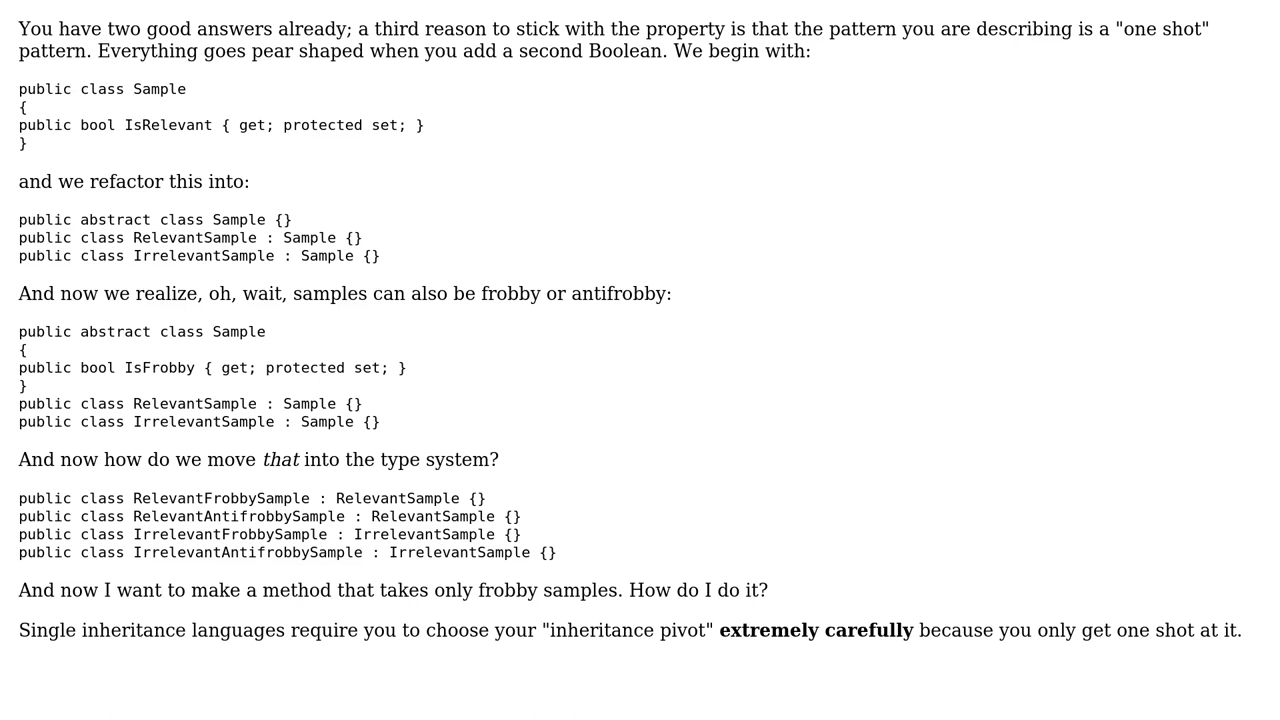 You have two good answers already; a third reason to stick with the property is that the pattern you are describing is a "one shot"
pattern. Everything goes pear shaped when you add a second Boolean. We begin with:
public class Sample
{
public bool IsRelevant { get; protected set; }
}
and we refactor this into:
public abstract class Sample {}
public class RelevantSample : Sample {}
public class IrrelevantSample : Sample {}
And now we realize, oh, wait, samples can also be frobby or antifrobby:
public abstract class Sample
{
public bool IsFrobby { get; protected set; }
}
public class RelevantSample : Sample {}
public class IrrelevantSample : Sample {}
And now how do we move that into the type system?
public class RelevantFrobbySample : RelevantSample {}
public class RelevantAntifrobbySample : RelevantSample {}
public class IrrelevantFrobbySample : IrrelevantSample {}
public class IrrelevantAntifrobbySample : IrrelevantSample {}
And now I want to make a method that takes only frobby samples. How do I do it?
Single inheritance languages require you to choose your "inheritance pivot" extremely carefully because you only get one shot at it.